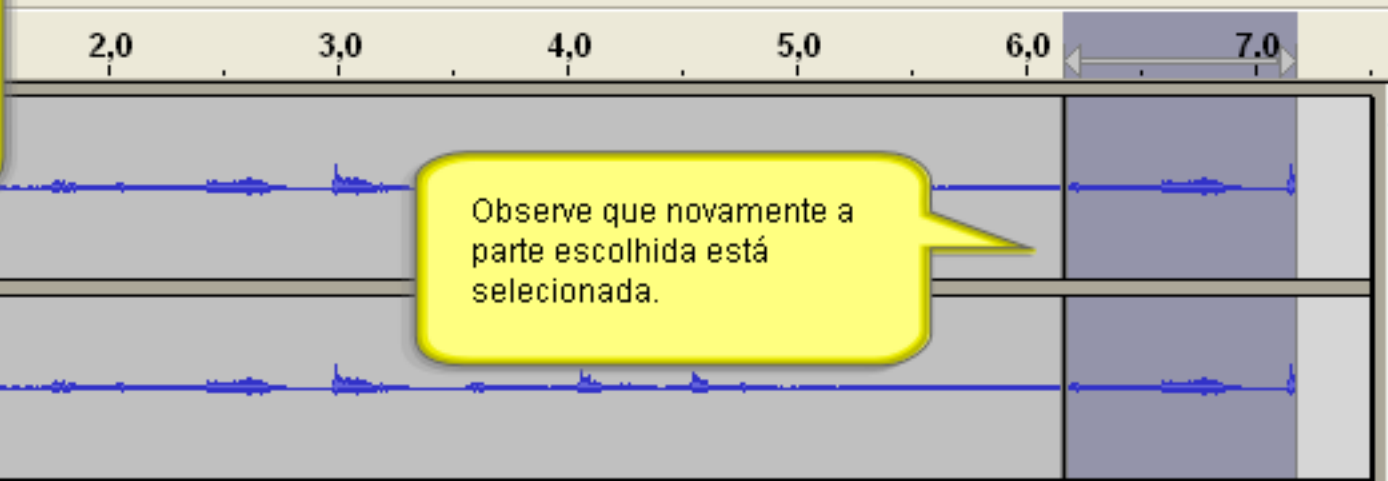 2,0 3,0 4,0 5,0 6,0 7.0
Observe que novamente a
parte escolhida está
selecionada.